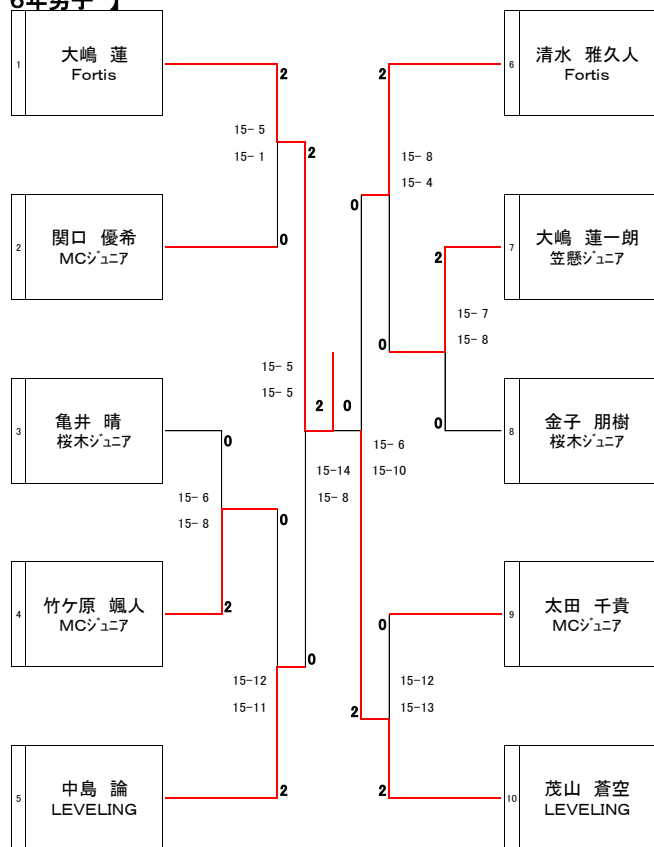 6年男子 】
1
大嶋 蓮
Fortis
2
関口 優希
MCジュニア
3
亀井 晴
桜木ジュニア
4
竹ケ原 颯人
MCジュニア
5
中島 論
LEVELING
2
15- 5
15- 1
2
0
15- 5
15- 5
2
0
0
15- 6
15- 8
0
2
15-14
15- 8
0
15-12
15-11
2
2
15- 8
15- 4
0
2
15- 7
15- 8
0
0
15- 6
15-10
0
15-12
15-13
2
2
6
清水 雅久人
Fortis
7
大嶋 蓮一朗
笠懸ジュニア
8
金子 朋樹
桜木ジュニア
9
太田 千貴
MCジュニア
10
茂山 蒼空
LEVELING